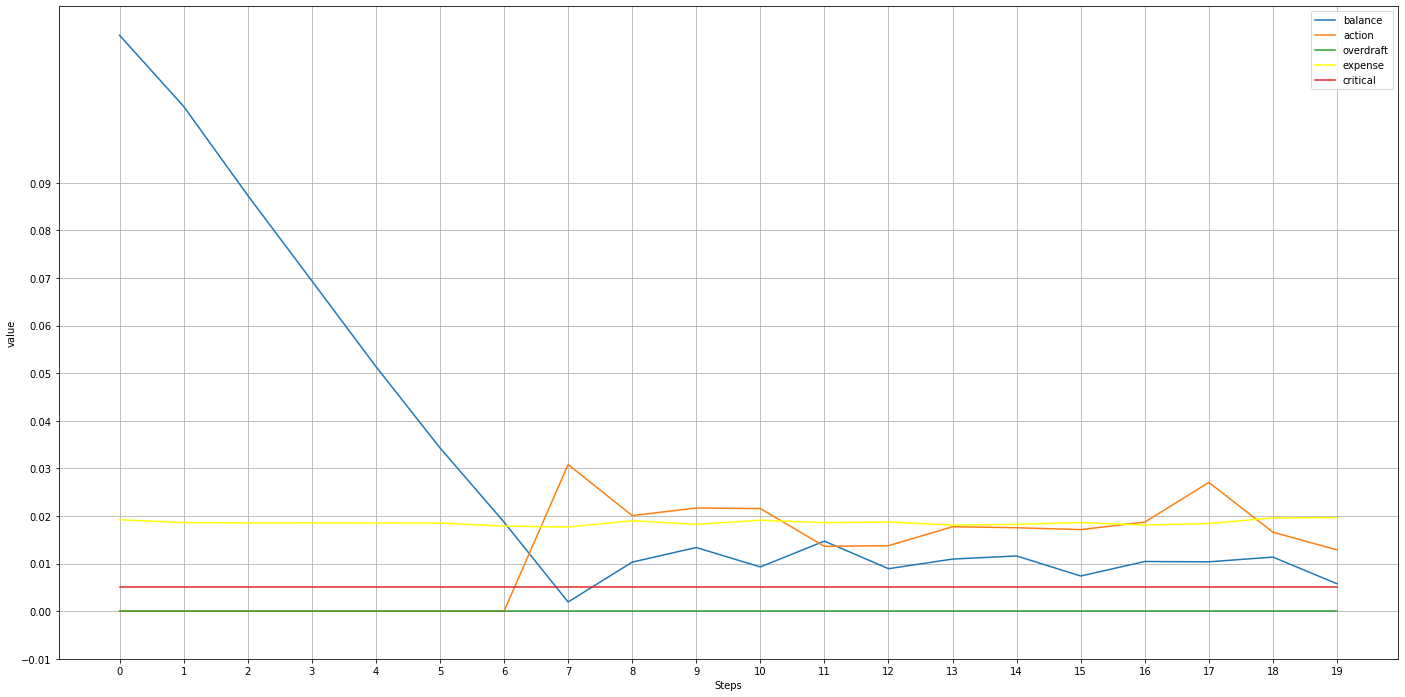 balance
action
overdraft
expense
critical
0.09
0.08
0.07
0.06
0.05
0.04
0.03
0.02
0.01
0.00
−0.01
value
0 1 2 3 4 5 6 7 8 9 10 11 12 13 14 15 16 17 18 19
Steps